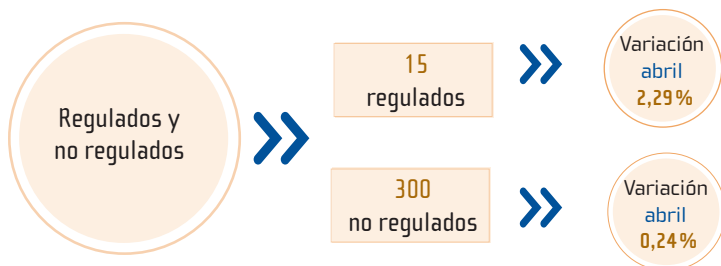 Regulados y
no regulados
15
regulados
Variación
abril
2,29%
300
no regulados
Variación
abril
0,24%